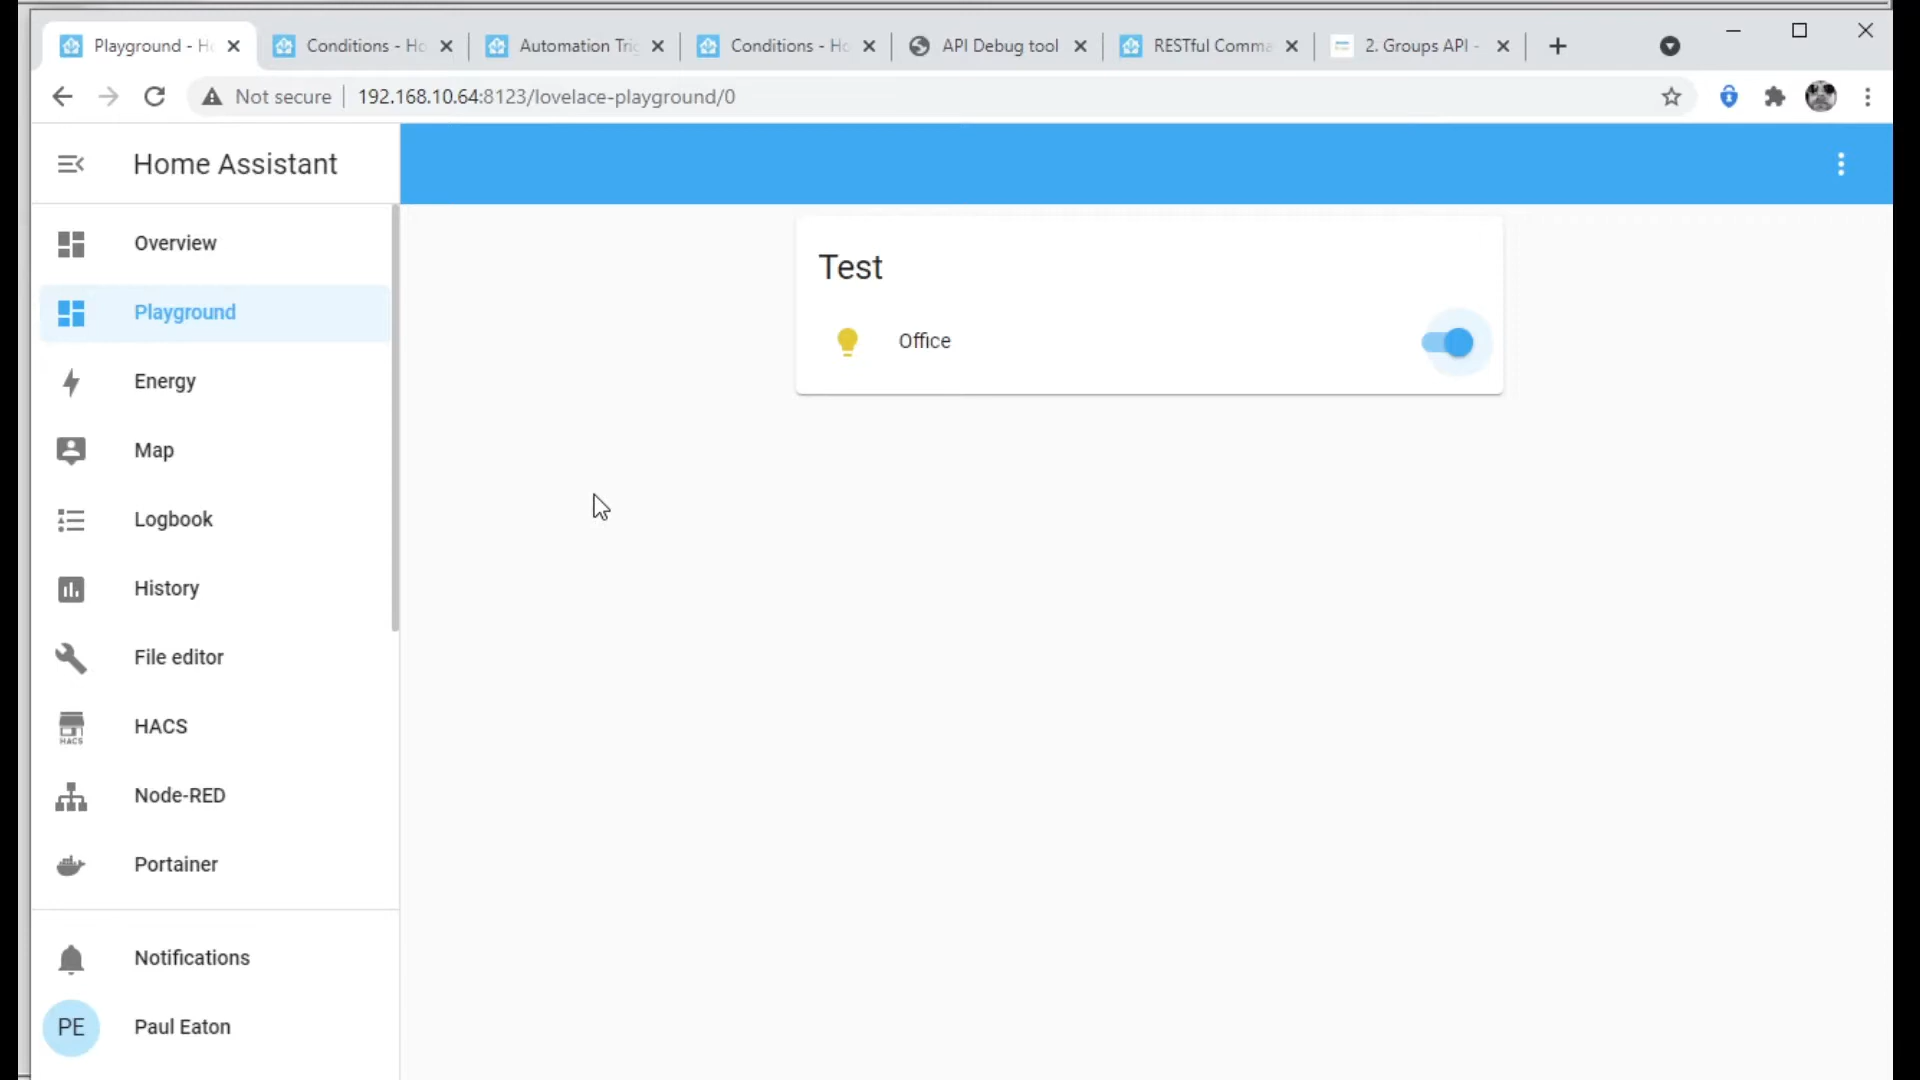 Playground - H
Conditions - Ho
Automation Tri
Conditions - Ho
API Debug tool
RESTful Comma
2. Groups API -
Not secure
192.168.10.64:8123/lovelace-playground/0
Home Assistant
Overview
Playground
Energy
Map
Logbook
History
File editor
HACS
HACS
Node-RED
Portainer
Notifications
PE
Paul Eaton
Test
Office